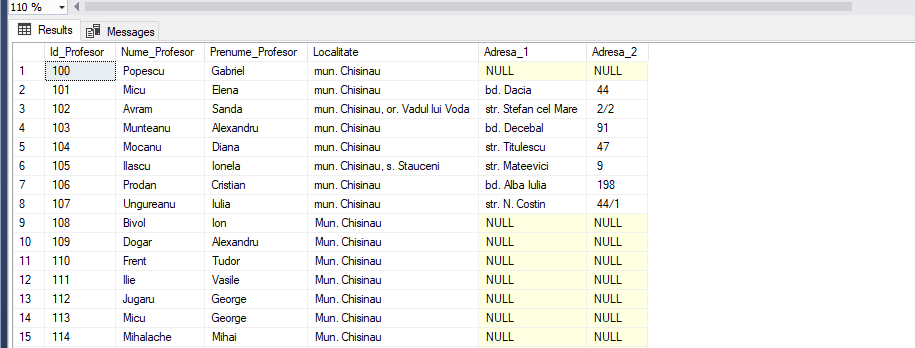 110 %
Results Messages
Id_Profesor Nume_Profesor Prenume_Profesor Localitate Adresa_1 Adresa_2
1 100 Popescu Gabriel mun. Chisinau NULL NULL
2 101 Micu Elena mun. Chisinau bd. Dacia 44
3 102 Avram Sanda mun. Chisinau, or. Vadul lui Voda str. Stefan cel Mare 2/2
4 103 Munteanu Alexandru mun. Chisinau bd. Decebal 91
5 104 Mocanu Diana mun. Chisinau str. Titulescu 47
6 105 Ilascu Ionela mun. Chisinau, s. Stauceni str. Mateevici 9
7 106 Prodan Cristian mun. Chisinau bd. Alba Iulia 198
8 107 Ungureanu Iulia mun. Chisinau str. N. Costin 44/1
9 108 Bivol Ion Mun. Chisinau NULL NULL
10 109 Dogar Alexandru Mun. Chisinau NULL NULL
11 110 Frent Tudor Mun. Chisinau NULL NULL
12 111 Ilie Vasile Mun. Chisinau NULL NULL
13 112 Jugaru George Mun. Chisinau NULL NULL
14 113 Micu George Mun. Chisinau NULL NULL
15 114 Mihalache Mihai Mun. Chisinau NULL NULL